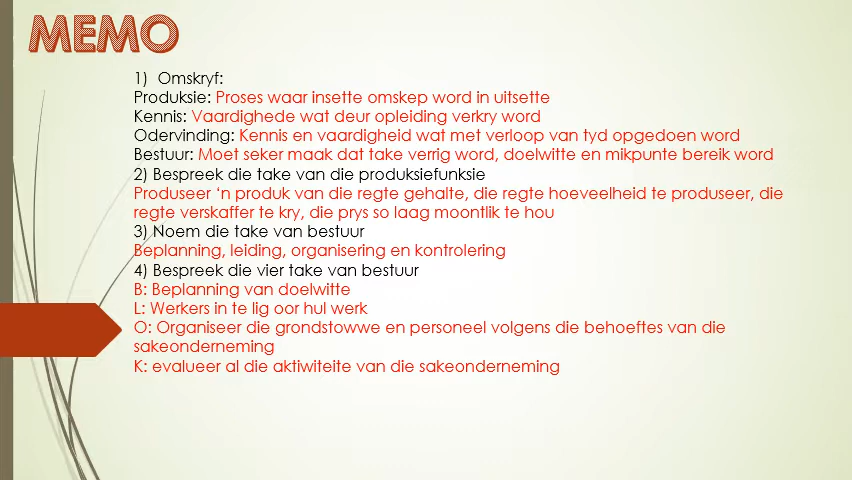 MEMO
1) Omskryf:
Produksie: Proses waar insette omskep word in uitsette
Kennis: Vaardighede wat deur opleiding verkry word
Odervinding: Kennis en vaardigheid wat met verloop van tyd opgedoen word
Bestuur: Moet seker maak dat take verrig word, doelwitte en mikpunte bereik word
2) Bespreek die take van die produksiefunksie
Produseer ‘n produk van die regte gehalte, die regte hoeveelheid te produseer, die
regte verskaffer te kry, die prys so laag moontlik te hou
3) Noem die take van bestuur
Beplanning, leiding, organisering en kontrolering
4) Bespreek die vier take van bestuur
B: Beplanning van doelwitte
L: Werkers in te lig oor hul werk
O: Organiseer die grondstowwe en personeel volgens die behoeftes van die
sakeonderneming
K: evalueer al die aktiwiteite van die sakeonderneming